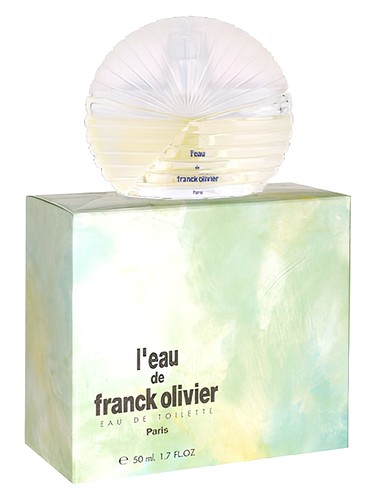 l'eau
de
franck olivier
Paris
l'eau
de
franck olivier
EAU DE TOILETTE
Paris
e 50 ml. 1.7 FL.OZ